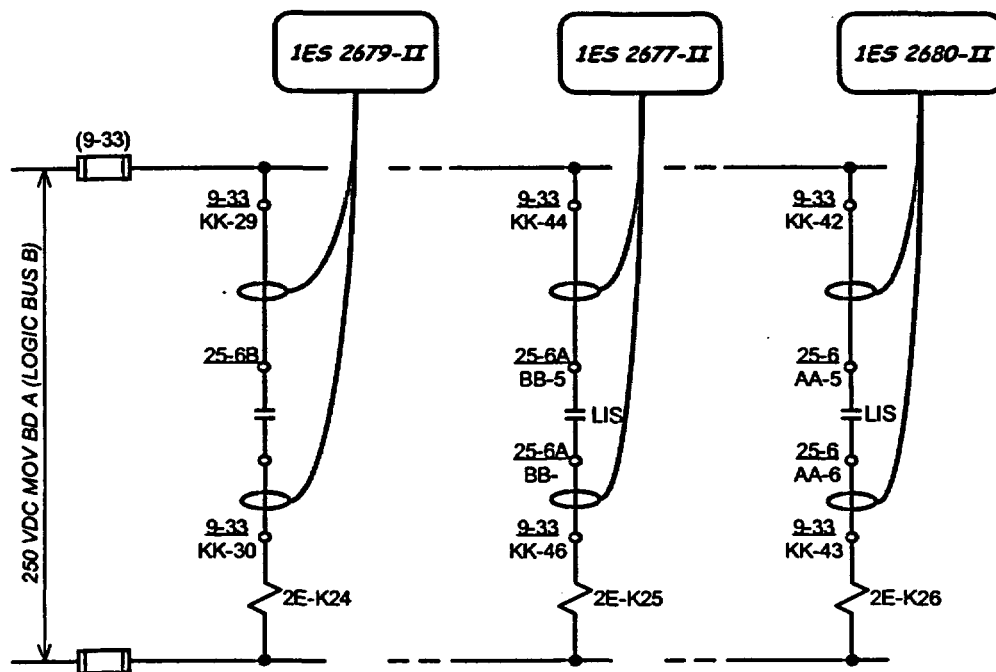 1ES 2679-II
1ES 2677-II
1ES 2680-II
(9-33)
250 VDC MOV BD A (LOGIC BUS B)
9-33
KK-29
9-33
KK-44
9-33
KK-42
25-6B
25-6A
BB-5
25-6
AA-5
LIS
LIS
25-6A
BB-
25-6
AA-6
9-33
KK-30
9-33
KK-46
9-33
KK-43
2E-K24
2E-K25
2E-K26